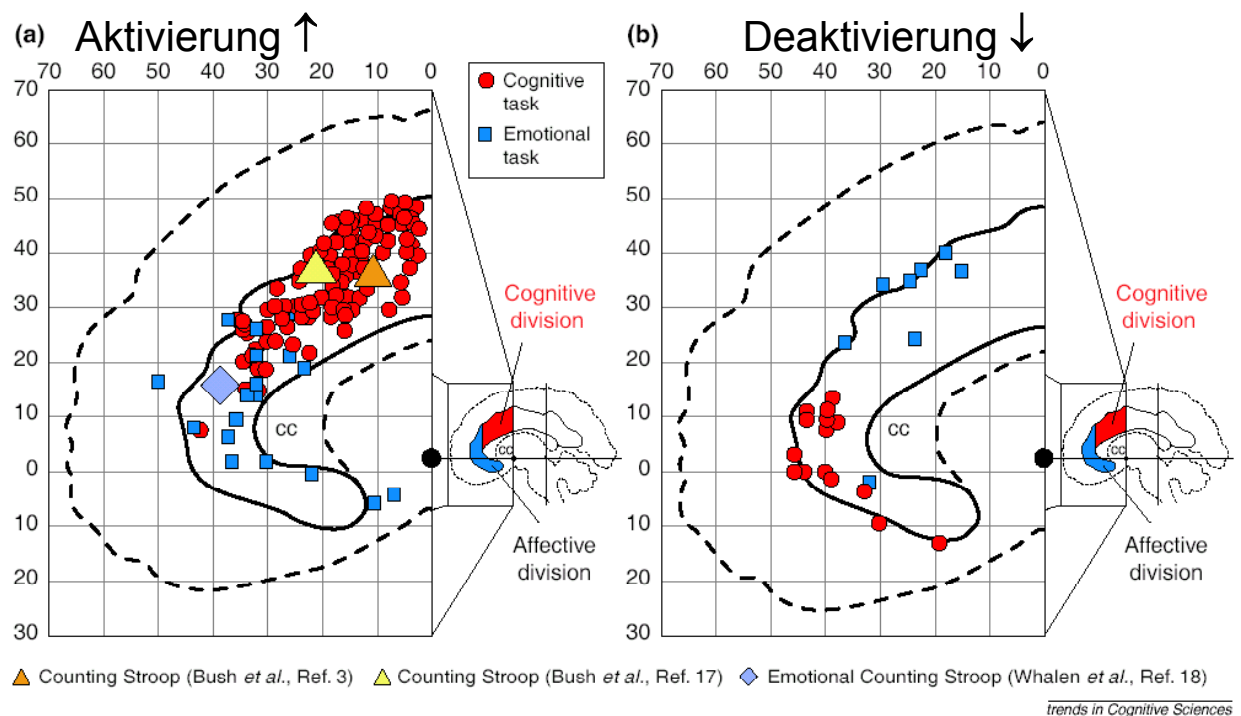 (a) Aktivierung ↑
70 60 50 40 30 20 10 0
70
60
50
40
30
20
10
0
10
20
30
cc
Cognitive
task
Emotional
task
Cognitive
division
cc
Affective
division
(b) Deaktivierung ↓
70 60 50 40 30 20 10 0
70
60
50
40
30
20
10
0
10
20
30
cc
Cognitive
division
cc
Affective
division
Counting Stroop (Bush et al., Ref. 3) Counting Stroop (Bush et al., Ref. 17) Emotional Counting Stroop (Whalen et al., Ref. 18)
trends in Cognitive Sciences